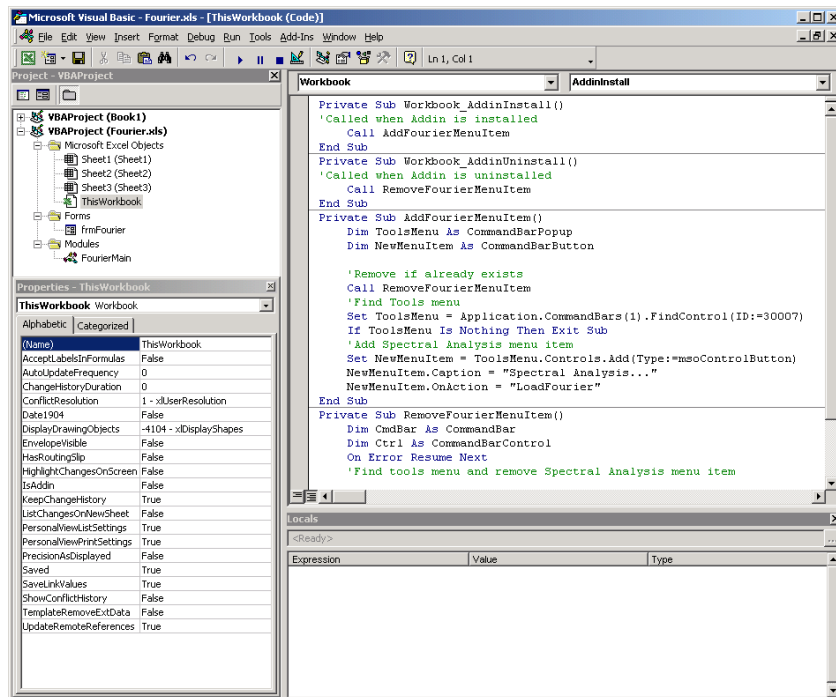 Microsoft Visual Basic - Fourier.xls - [ThisWorkbook (Code)]
File Edit View Insert Format Debug Run Tools Add-Ins Window Help
Ln 1, Col 1
Project - VBAProject
VBAProject (Book1)
VBAProject (Fourier.xls)
Microsoft Excel Objects
Sheet1 (Sheet1)
Sheet2 (Sheet2)
Sheet3 (Sheet3)
ThisWorkbook
Forms
frmFourier
Modules
FourierMain
Properties - ThisWorkbook
ThisWorkbook Workbook
Alphabetic Categorized
(Name) ThisWorkbook
AcceptLabelsInFormulas False
AutoUpdateFrequency 0
ChangeHistoryDuration 0
ConflictResolution 1 - xlUserResolution
Date1904 False
DisplayDrawingObjects -4104 - xlDisplayShapes
EnvelopeVisible False
HasRoutingSlip False
HighlightChangesOnScreen False
IsAddin False
KeepChangeHistory True
ListChangesOnNewSheet False
PersonalViewListSettings True
PersonalViewPrintSettings True
PrecisionAsDisplayed False
Saved True
SaveLinkValues True
ShowConflictHistory False
TemplateRemoveExtData False
UpdateRemoteReferences True
Workbook AddinInstall
Private Sub Workbook_AddinInstall()
'Called when Addin is installed
Call AddFourierMenuItem
End Sub
Private Sub Workbook_AddinUninstall()
'Called when Addin is uninstalled
Call RemoveFourierMenuItem
End Sub
Private Sub AddFourierMenuItem()
Dim ToolsMenu As CommandBarPopup
Dim NewMenuItem As CommandBarButton
'Remove if already exists
Call RemoveFourierMenuItem
'Find Tools menu
Set ToolsMenu = Application.CommandBars(1).FindControl(ID:=30007)
If ToolsMenu Is Nothing Then Exit Sub
'Add Spectral Analysis menu item
Set NewMenuItem = ToolsMenu.Controls.Add(Type:=msoControlButton)
NewMenuItem.Caption = "Spectral Analysis..."
NewMenuItem.OnAction = "LoadFourier"
End Sub
Private Sub RemoveFourierMenuItem()
Dim CmdBar As CommandBar
Dim Ctrl As CommandBarControl
On Error Resume Next
'Find tools menu and remove Spectral Analysis menu item
Locals
<Ready>
...
Expression Value Type